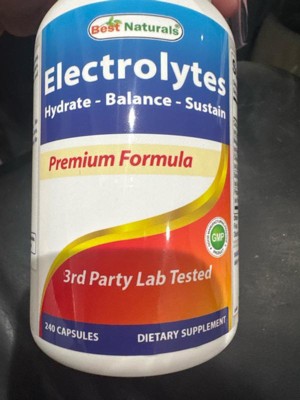 Best Naturals
Electrolytes
Hydrate - Balance - Sustain
Premium Formula
GMP
3rd Party Lab Tested
240 CAPSULES
DIETARY SUPPLEMENT